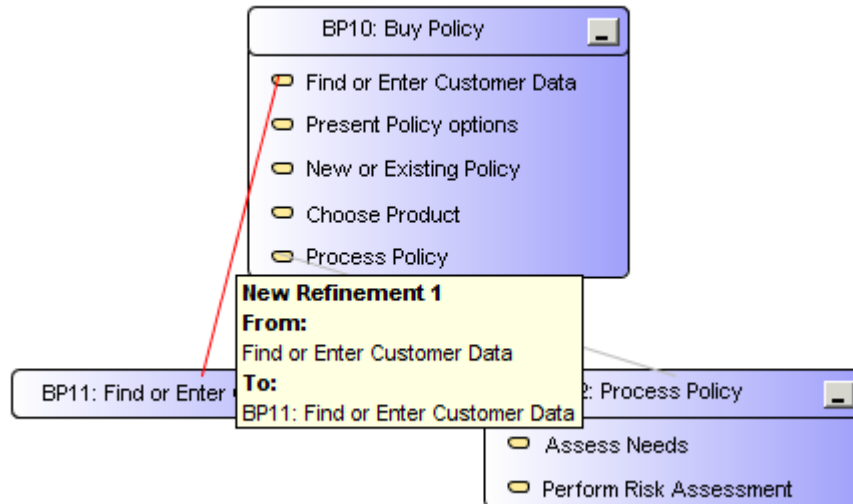 BP10: Buy Policy
Find or Enter Customer Data
Present Policy options
New or Existing Policy
Choose Product
Process Policy
New Refinement 1
From:
Find or Enter Customer Data
To:
BP11: Find or Enter Customer Data
BP11: Find or Enter
2: Process Policy
Assess Needs
Perform Risk Assessment